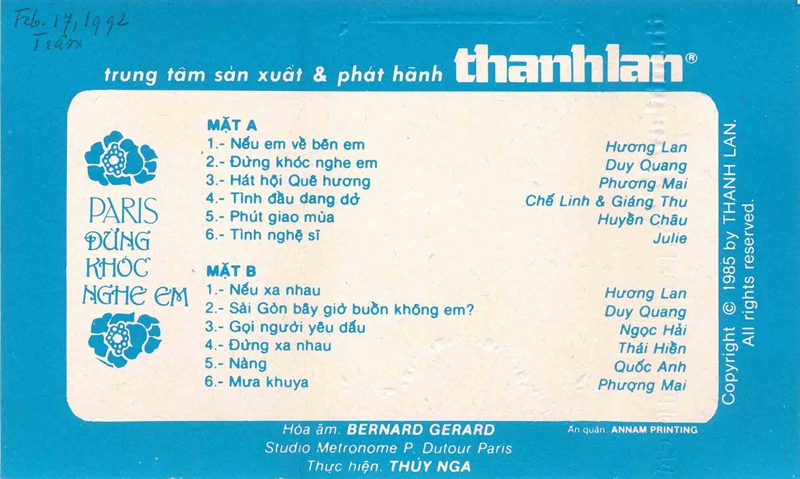 Feb. 17, 1992
Trâm
trung tâm sản xuất & phát hành thanhlan®
PARIS
ĐỪNG
KHÓC
NGHE EM
MẶT A
1.- Nếu em về bên em Hương Lan
2.- Đừng khóc nghe em Duy Quang
3.- Hát hội Quê hương Phương Mai
4.- Tình đầu dang dở Chế Linh & Giáng Thu
5.- Phút giao mùa Huyền Châu
6.- Tình nghệ sĩ Julie
MẶT B
1.- Nếu xa nhau Hương Lan
2.- Sài Gòn bây giờ buồn không em? Duy Quang
3.- Gọi người yêu dấu Ngọc Hải
4.- Đừng xa nhau Thái Hiền
5.- Nàng Quốc Anh
6.- Mưa khuya Phượng Mai
Copyright © 1985 by THANH LAN.
All rights reserved.
Hòa âm. BERNARD GERARD
Studio Metronome P. Dutour Paris
Thực hiện. THÚY NGA
Ấn quán. ANNAM PRINTING